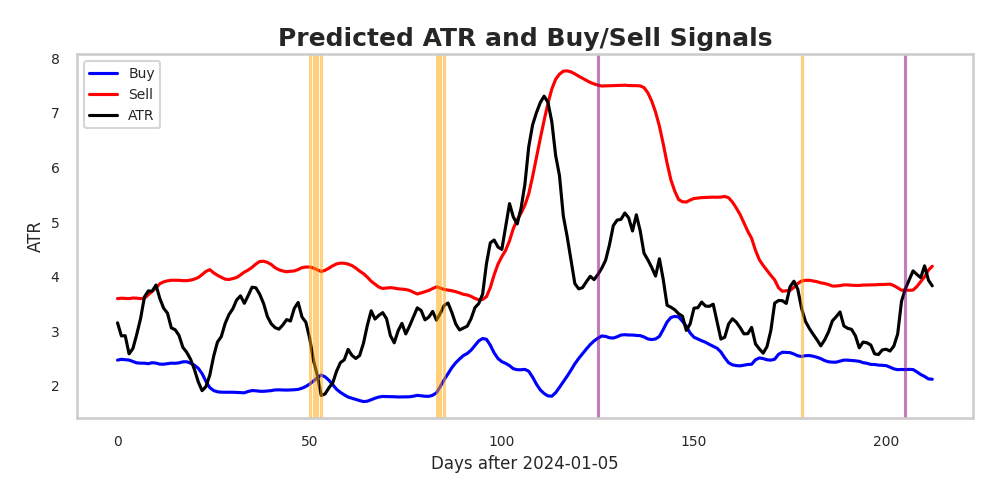 Predicted ATR and Buy/Sell Signals
Buy
Sell
ATR
8
7
6
5
4
3
2
ATR
0 50 100 150 200
Days after 2024-01-05